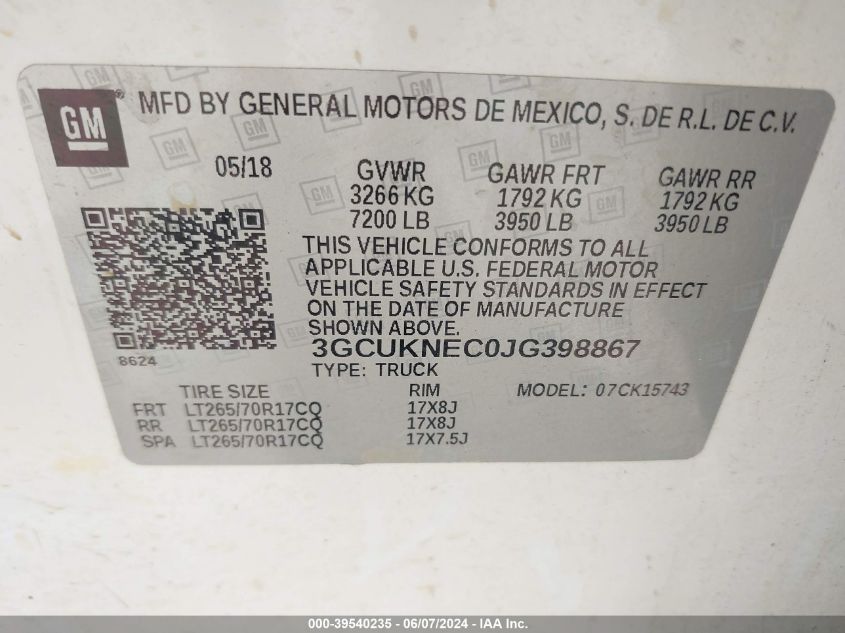 GM® MFD BY GENERAL MOTORS DE MEXICO, S. DE R.L. DE C.V.
05/18 GVWR GAWR FRT GAWR RR
3266 KG 1792 KG 1792 KG
7200 LB 3950 LB 3950 LB
THIS VEHICLE CONFORMS TO ALL
APPLICABLE U.S. FEDERAL MOTOR
VEHICLE SAFETY STANDARDS IN EFFECT
ON THE DATE OF MANUFACTURE
SHOWN ABOVE.
8624 3GCUKNEC0JG398867
TYPE: TRUCK
TIRE SIZE RIM MODEL: 07CK15743
FRT LT265/70R17CQ 17X8J
RR LT265/70R17CQ 17X8J
SPA LT265/70R17CQ 17X7.5J
000-39540235 - 06/07/2024 - IAA Inc.